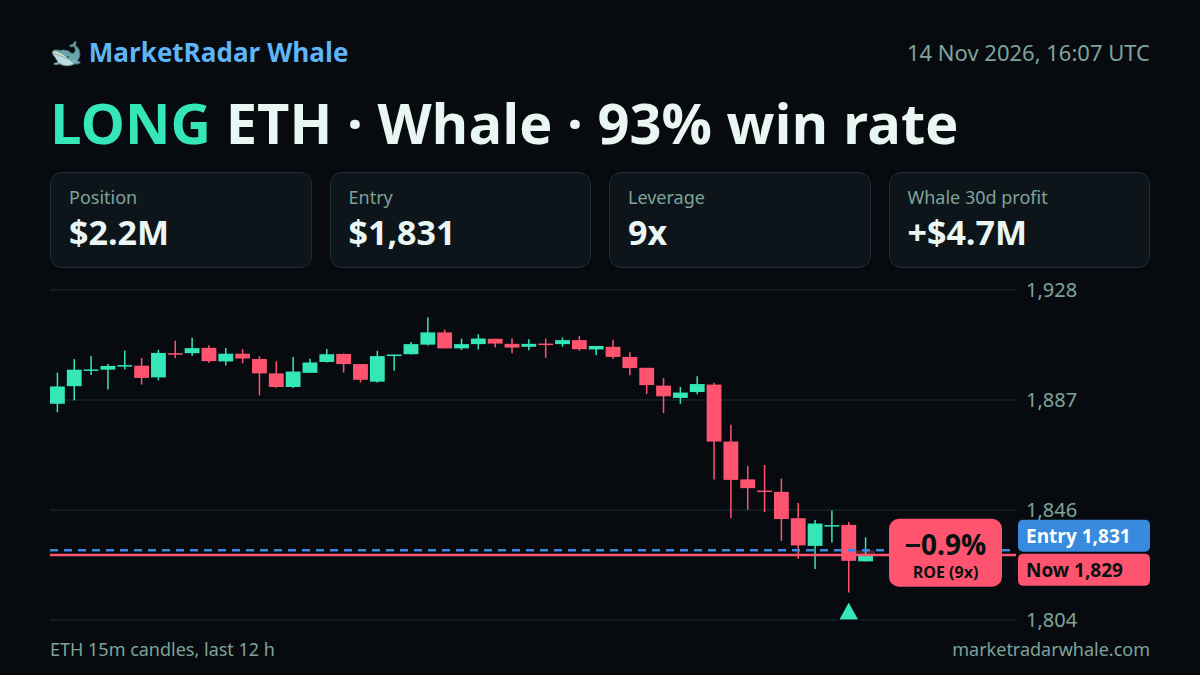 MarketRadar Whale
14 Nov 2026, 16:07 UTC
LONG ETH · Whale · 93% win rate
Position
$2.2M
Entry
$1,831
Leverage
9x
Whale 30d profit
+$4.7M
1,928
1,887
1,846
Entry 1,831
−0.9%
ROE (9x)
Now 1,829
1,804
ETH 15m candles, last 12 h
marketradarwhale.com